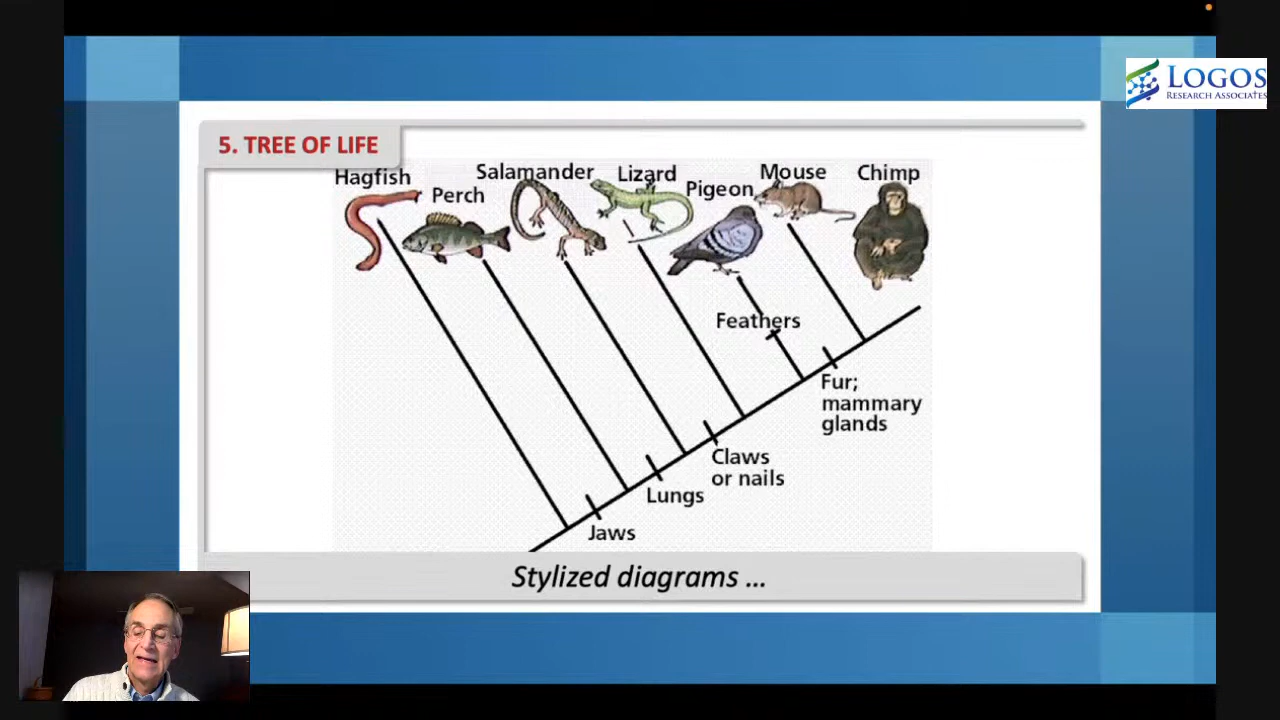 LOGOS
RESEARCH ASSOCIATES
5. TREE OF LIFE
Hagfish
Perch
Salamander
Lizard
Pigeon
Mouse
Chimp
Feathers
Fur;
mammary
glands
Claws
or nails
Lungs
Jaws
Stylized diagrams ...